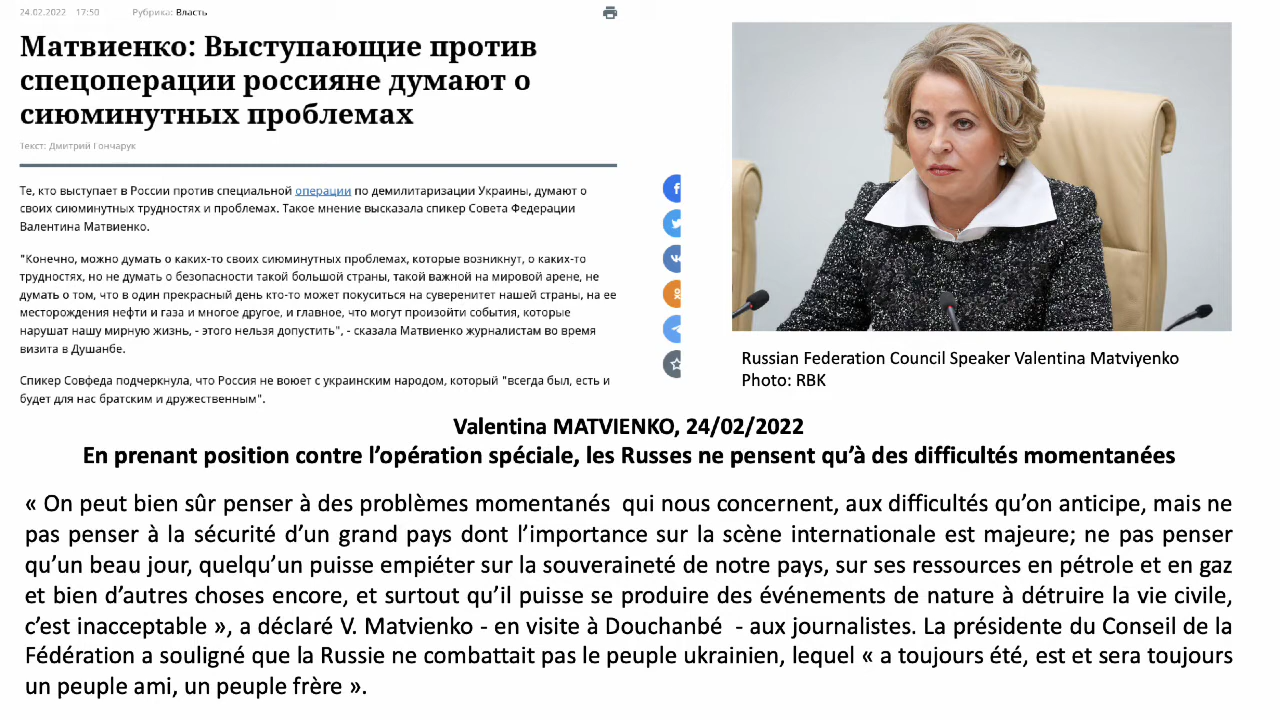 24.02.2022 17:50 Рубрика: Власть
Матвиенко: Выступающие против
спецоперации россияне думают о
сиюминутных проблемах
Текст: Дмитрий Гончарук
Те, кто выступает в России против специальной операции по демилитаризации Украины, думают о
своих сиюминутных трудностях и проблемах. Такое мнение высказала спикер Совета Федерации
Валентина Матвиенко.
"Конечно, можно думать о каких-то своих сиюминутных проблемах, которые возникнут, о каких-то
трудностях, но не думать о безопасности такой большой страны, такой важной на мировой арене, не
думать о том, что в один прекрасный день кто-то может покуситься на суверенитет нашей страны, на ее
месторождения нефти и газа и многое другое, и главное, что могут произойти события, которые
нарушат нашу мирную жизнь, - этого нельзя допустить", - сказала Матвиенко журналистам во время
визита в Душанбе.
Спикер Совфеда подчеркнула, что Россия не воюет с украинским народом, который "всегда был, есть и
будет для нас братским и дружественным".
Russian Federation Council Speaker Valentina Matviyenko
Photo: RBK
Valentina MATVIENKO, 24/02/2022
En prenant position contre l’opération spéciale, les Russes ne pensent qu’à des difficultés momentanées
« On peut bien sûr penser à des problèmes momentanés qui nous concernent, aux difficultés qu’on anticipe, mais ne
pas penser à la sécurité d’un grand pays dont l’importance sur la scène internationale est majeure; ne pas penser
qu’un beau jour, quelqu’un puisse empiéter sur la souveraineté de notre pays, sur ses ressources en pétrole et en gaz
et bien d’autres choses encore, et surtout qu’il puisse se produire des événements de nature à détruire la vie civile,
c’est inacceptable », a déclaré V. Matvienko - en visite à Douchanbé - aux journalistes. La présidente du Conseil de la
Fédération a souligné que la Russie ne combattait pas le peuple ukrainien, lequel « a toujours été, est et sera toujours
un peuple ami, un peuple frère ».